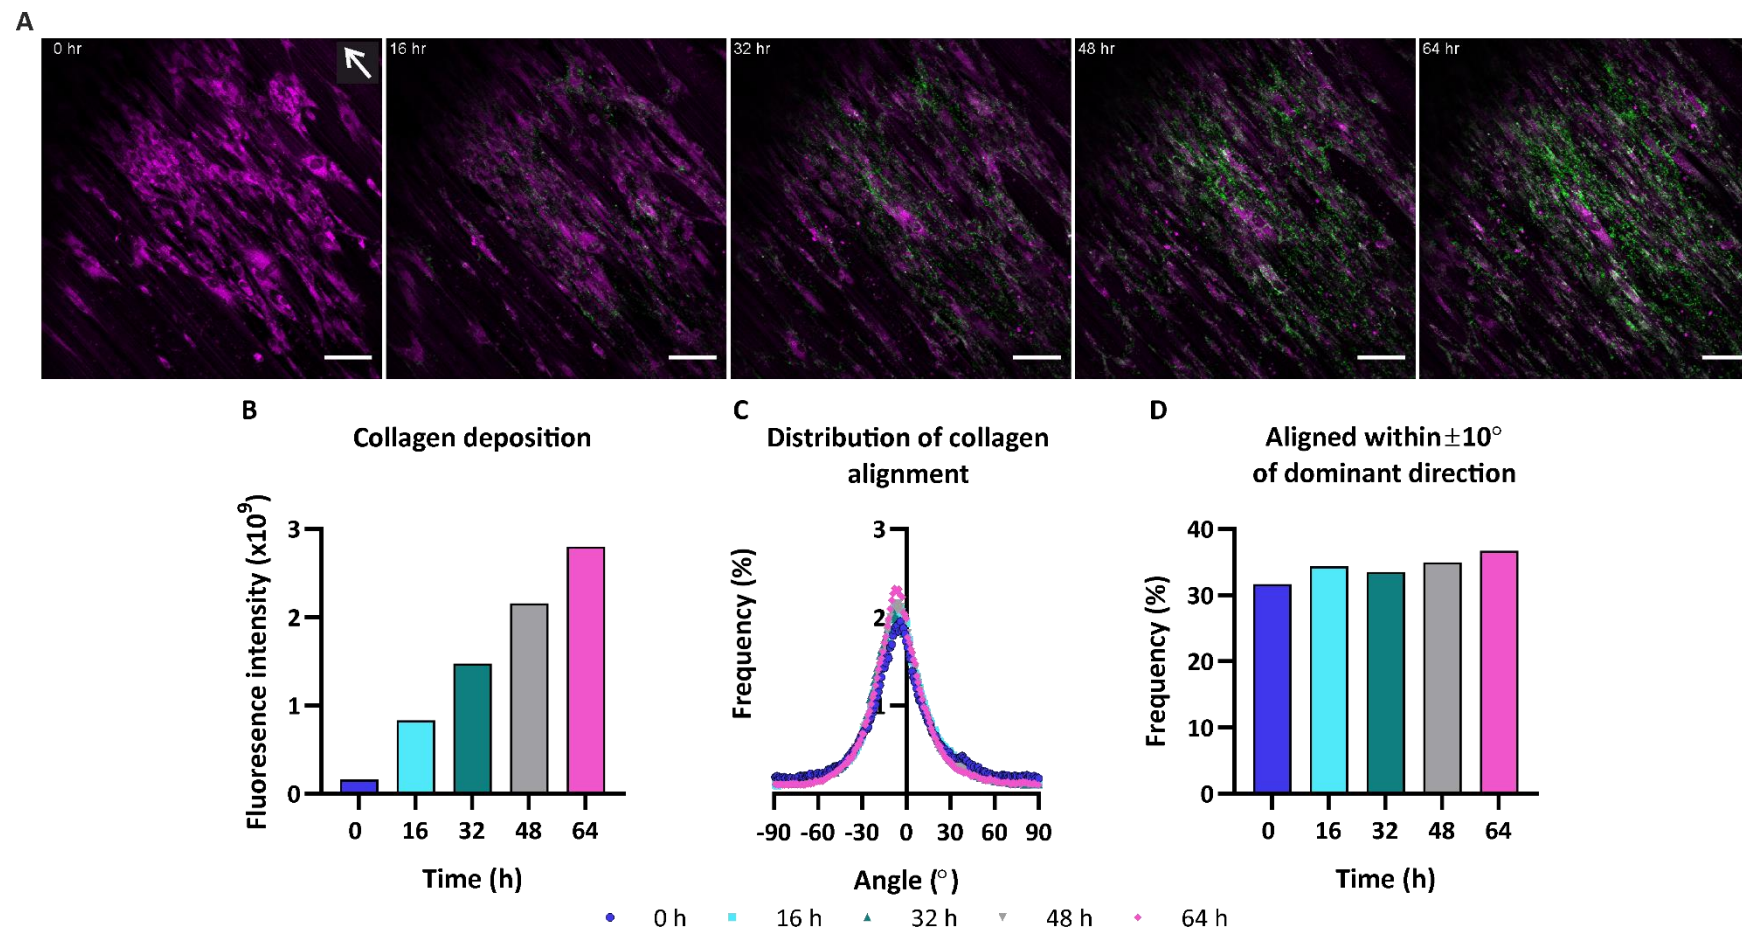 A
0 hr
16 hr
32 hr
48 hr
64 hr
B
Collagen deposition
Fluoresence intensity (x10⁹)
3
2
1
0
0 16 32 48 64
Time (h)
C
Distribution of collagen
alignment
Frequency (%)
3
2
1
-90 -60 -30 0 30 60 90
Angle (°)
D
Aligned within ±10°
of dominant direction
Frequency (%)
40
30
20
10
0
0 16 32 48 64
Time (h)
0 h 16 h 32 h 48 h 64 h